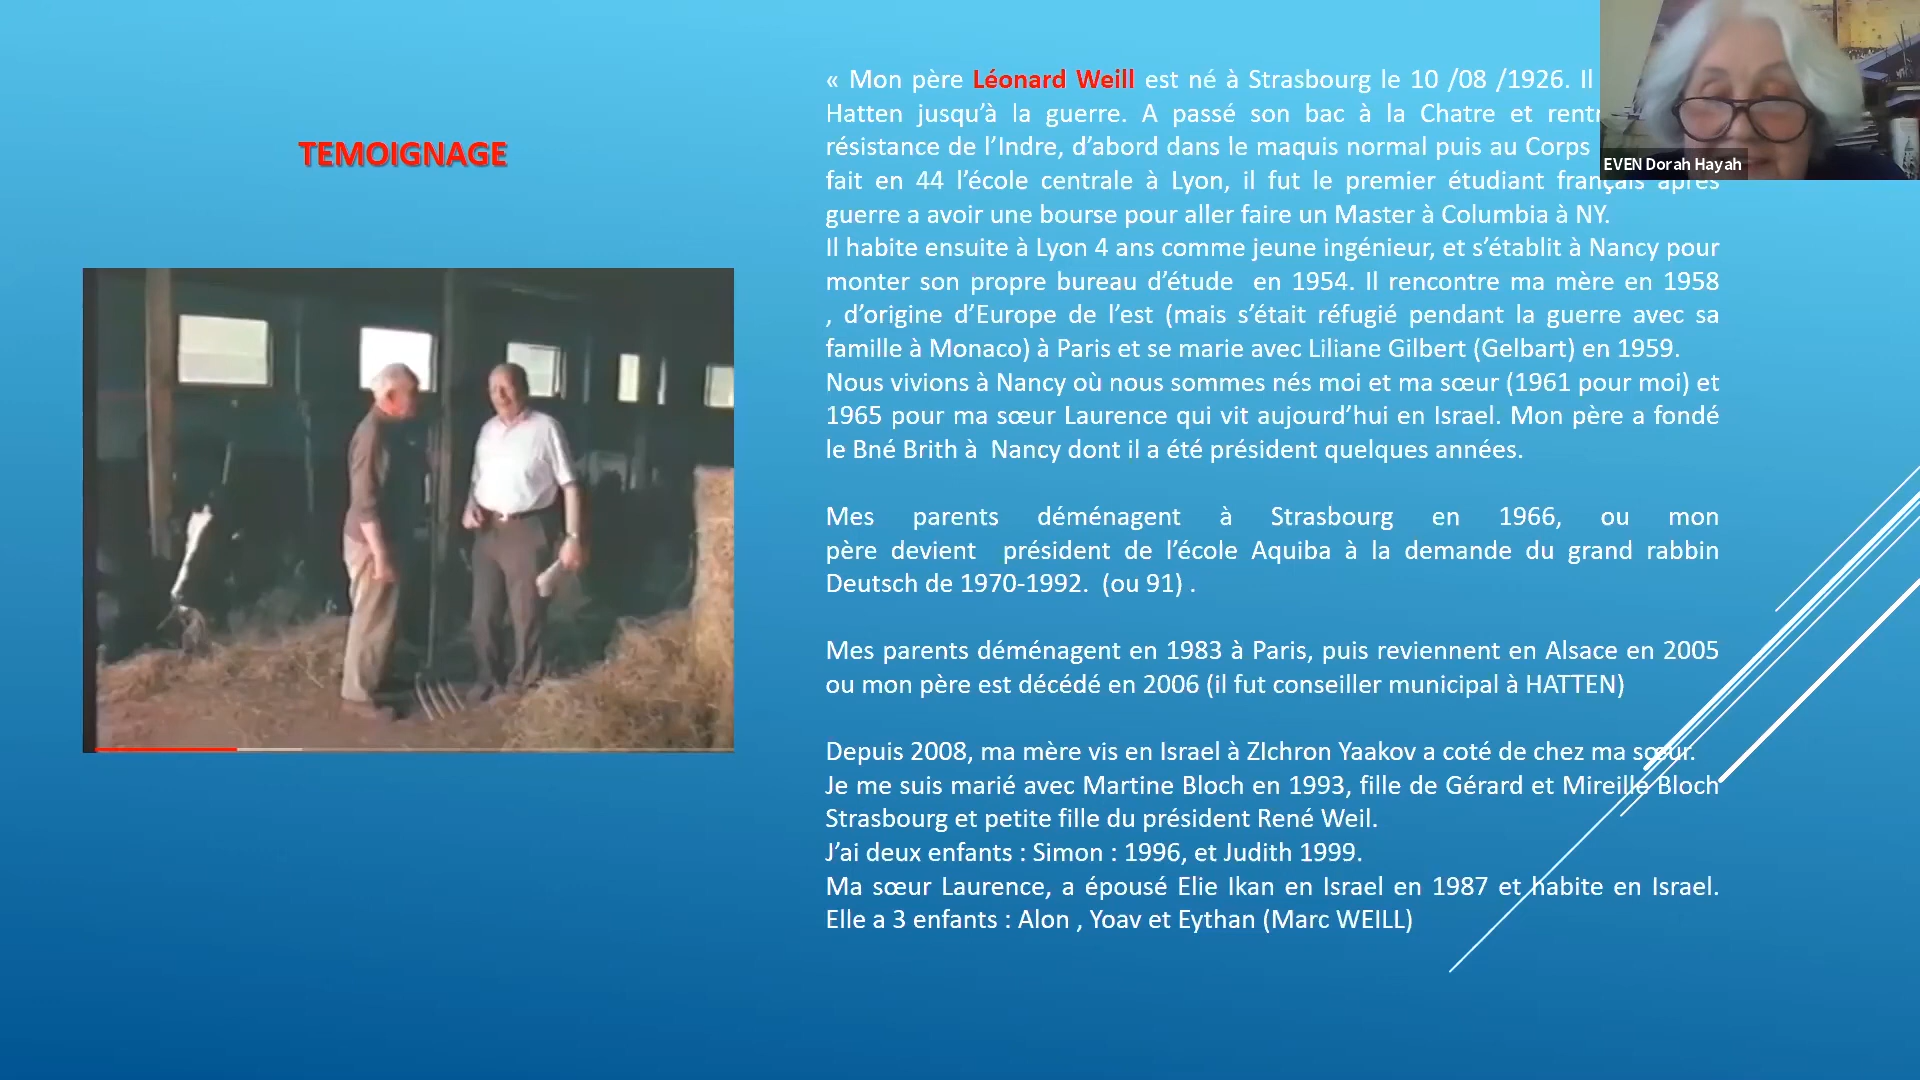 TEMOIGNAGE
« Mon père Léonard Weill est né à Strasbourg le 10 /08 /1926. Il
Hatten jusqu’à la guerre. A passé son bac à la Chatre et
résistance de l’Indre, d’abord dans le maquis normal puis au Corps
fait en 44 l’école centrale à Lyon, il fut le premier étudiant français après
guerre a avoir une bourse pour aller faire un Master à Columbia à NY.
Il habite ensuite à Lyon 4 ans comme jeune ingénieur, et s’établit à Nancy pour
monter son propre bureau d’étude en 1954. Il rencontre ma mère en 1958
, d’origine d’Europe de l’est (mais s’était réfugié pendant la guerre avec sa
famille à Monaco) à Paris et se marie avec Liliane Gilbert (Gelbart) en 1959.
Nous vivions à Nancy où nous sommes nés moi et ma sœur (1961 pour moi) et
1965 pour ma sœur Laurence qui vit aujourd’hui en Israel. Mon père a fondé
le Bné Brith à Nancy dont il a été président quelques années.
Mes parents déménagent à Strasbourg en 1966, ou mon
père devient président de l’école Aquiba à la demande du grand rabbin
Deutsch de 1970-1992. (ou 91) .
Mes parents déménagent en 1983 à Paris, puis reviennent en Alsace en 2005
ou mon père est décédé en 2006 (il fut conseiller municipal à HATTEN)
Depuis 2008, ma mère vis en Israel à ZIchron Yaakov a coté de chez ma sœur.
Je me suis marié avec Martine Bloch en 1993, fille de Gérard et Mireille Bloch
Strasbourg et petite fille du président René Weil.
J’ai deux enfants : Simon : 1996, et Judith 1999.
Ma sœur Laurence, a épousé Elie Ikan en Israel en 1987 et habite en Israel.
Elle a 3 enfants : Alon , Yoav et Eythan (Marc WEILL)
EVEN Dorah Hayah